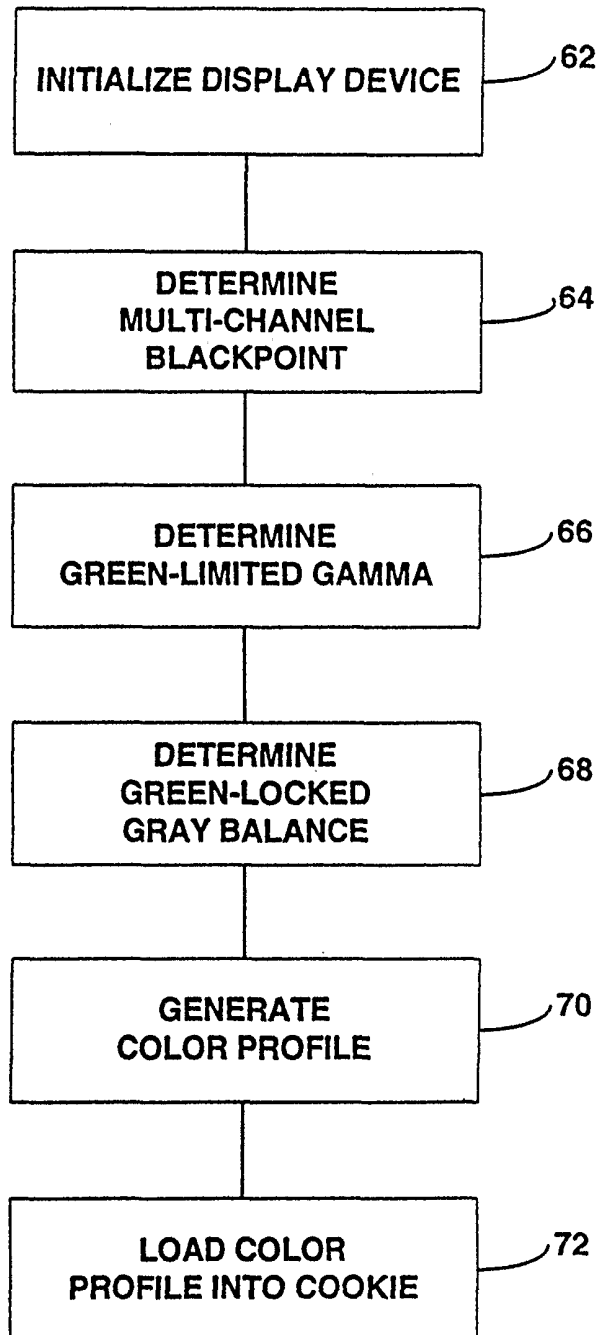 INITIALIZE DISPLAY DEVICE
62
DETERMINE
MULTI-CHANNEL
BLACKPOINT
64
DETERMINE
GREEN-LIMITED GAMMA
66
DETERMINE
GREEN-LOCKED
GRAY BALANCE
68
GENERATE
COLOR PROFILE
70
LOAD COLOR
PROFILE INTO COOKIE
72